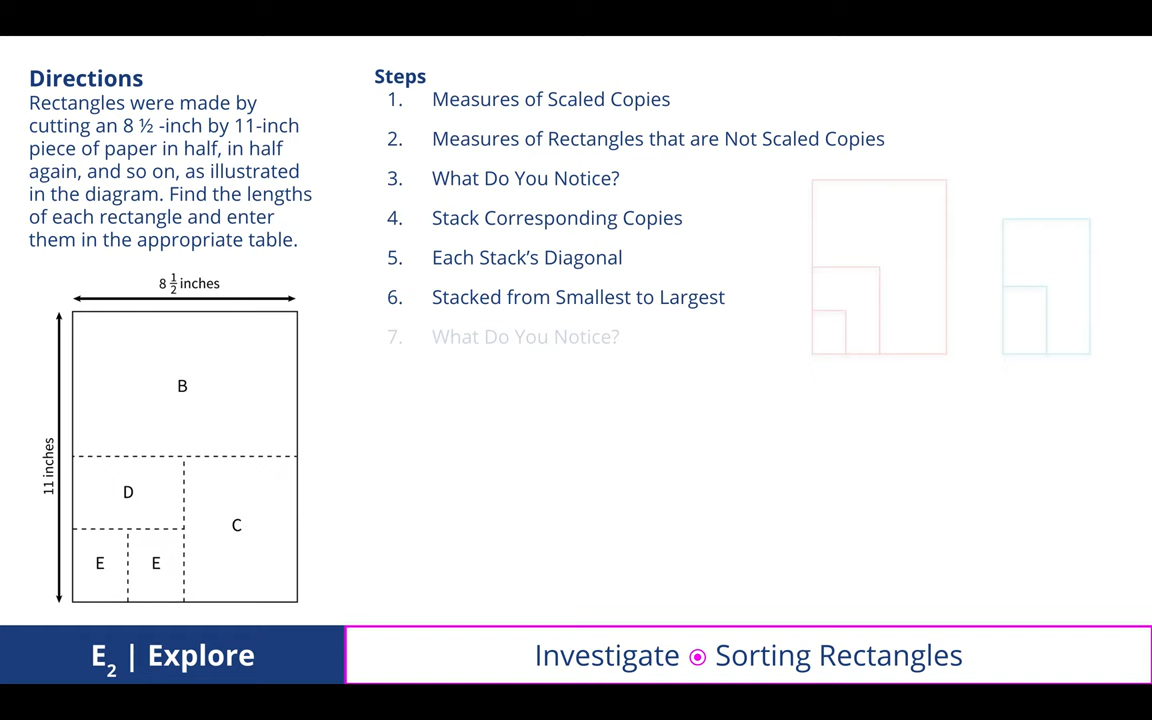 Directions
Rectangles were made by
cutting an 8 ½ -inch by 11-inch
piece of paper in half, in half
again, and so on, as illustrated
in the diagram. Find the lengths
of each rectangle and enter
them in the appropriate table.
8 1/2 inches
11 inches
B
D
C
E
E
Steps
1. Measures of Scaled Copies
2. Measures of Rectangles that are Not Scaled Copies
3. What Do You Notice?
4. Stack Corresponding Copies
5. Each Stack’s Diagonal
6. Stacked from Smallest to Largest
7. What Do You Notice?
E2 | Explore
Investigate ⦿ Sorting Rectangles